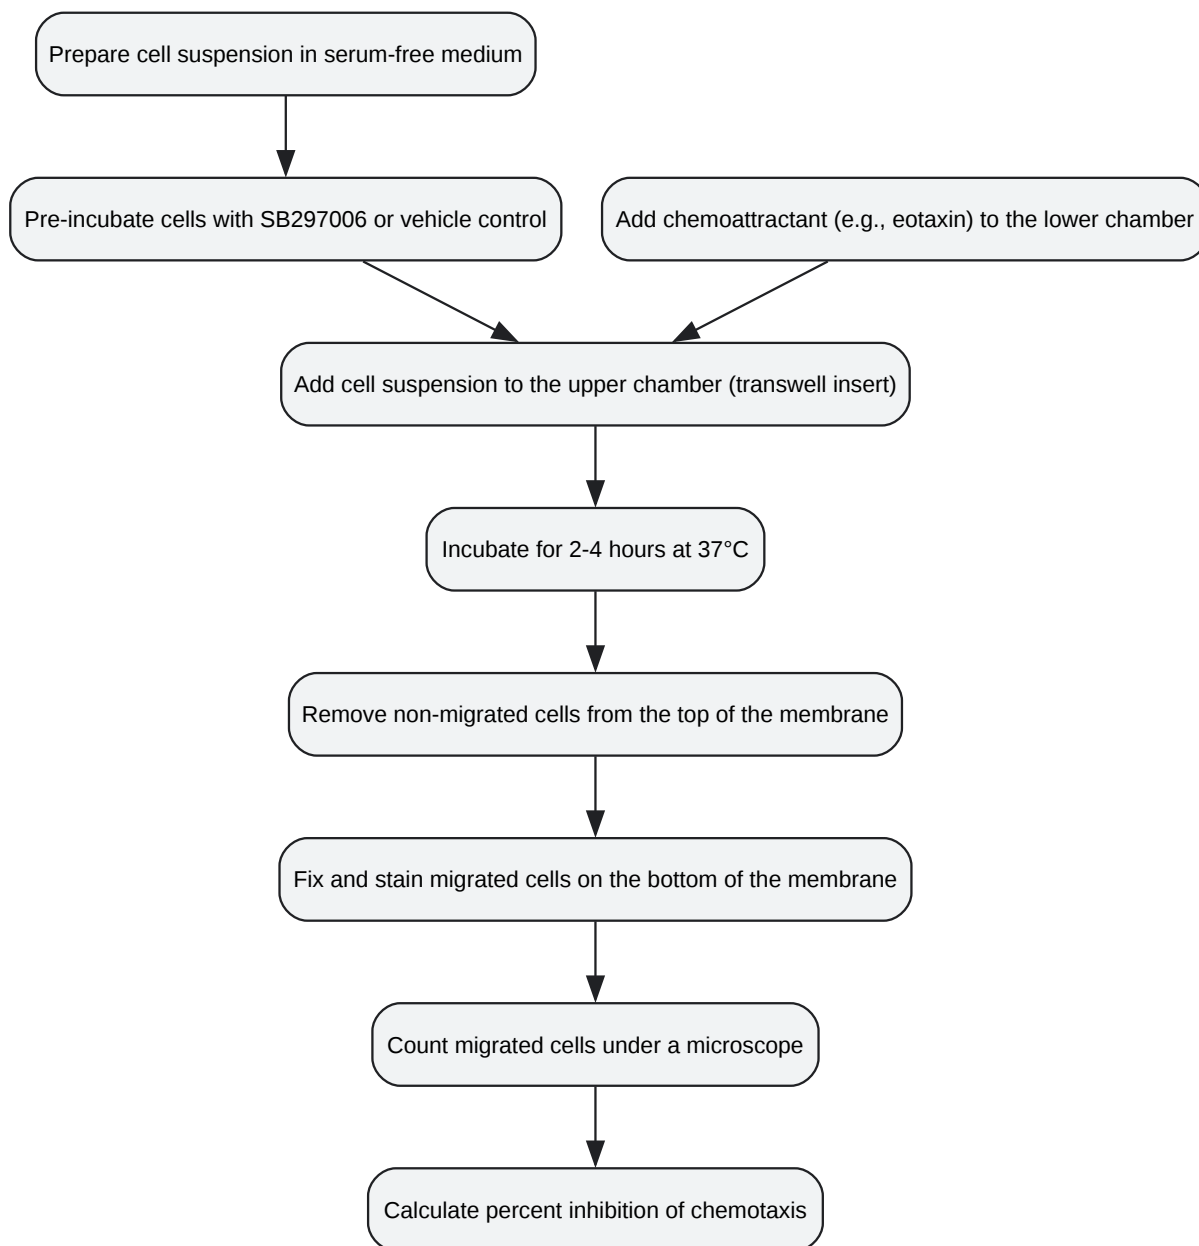 Prepare cell suspension in serum-free medium
Pre-incubate cells with SB297006 or vehicle control
Add chemoattractant (e.g., eotaxin) to the lower chamber
Add cell suspension to the upper chamber (transwell insert)
Incubate for 2-4 hours at 37°C
Remove non-migrated cells from the top of the membrane
Fix and stain migrated cells on the bottom of the membrane
Count migrated cells under a microscope
Calculate percent inhibition of chemotaxis